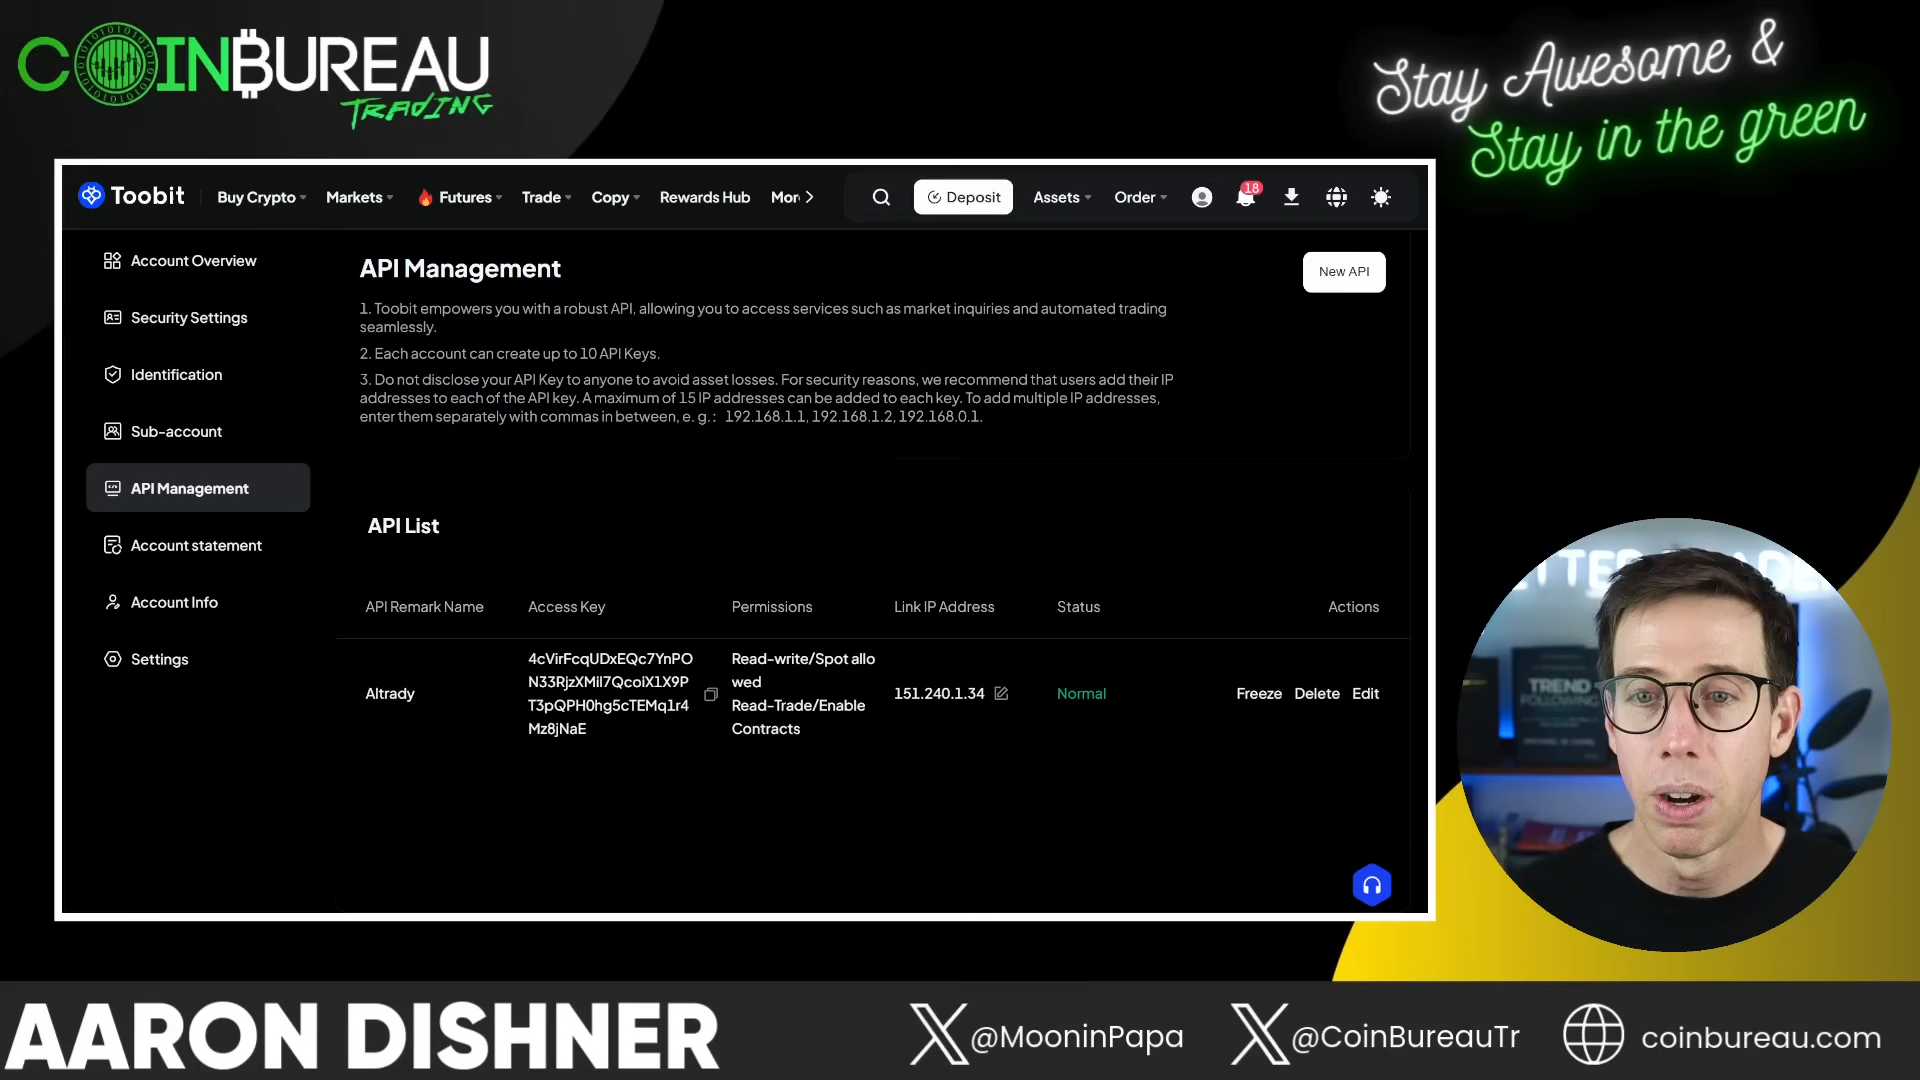 COINBUREAU
TRADING
Stay Awesome &
Stay in the green
Toobit
Buy Crypto
Markets
Futures
Trade
Copy
Rewards Hub
Mor
Deposit
Assets
Order
18
Account Overview
Security Settings
Identification
Sub-account
API Management
Account statement
Account Info
Settings
API Management
New API
1. Toobit empowers you with a robust API, allowing you to access services such as market inquiries and automated trading
seamlessly.
2. Each account can create up to 10 API Keys.
3. Do not disclose your API Key to anyone to avoid asset losses. For security reasons, we recommend that users add their IP
addresses to each of the API key. A maximum of 15 IP addresses can be added to each key. To add multiple IP addresses,
enter them separately with commas in between, e. g.: 192.168.1.1, 192.168.1.2, 192.168.0.1.
API List
API Remark Name
Access Key
Permissions
Link IP Address
Status
Actions
Altrady
4cVirFcqUDxEQc7YnPO
N33RjzXMil7QcoiX1X9P
T3pQPH0hg5cTEMq1r4
Mz8jNaE
Read-write/Spot allo
wed
Read-Trade/Enable
Contracts
151.240.1.34
Normal
Freeze
Delete
Edit
TREND
FOLLOWING
AARON DISHNER
@MooninPapa
@CoinBureauTr
coinbureau.com